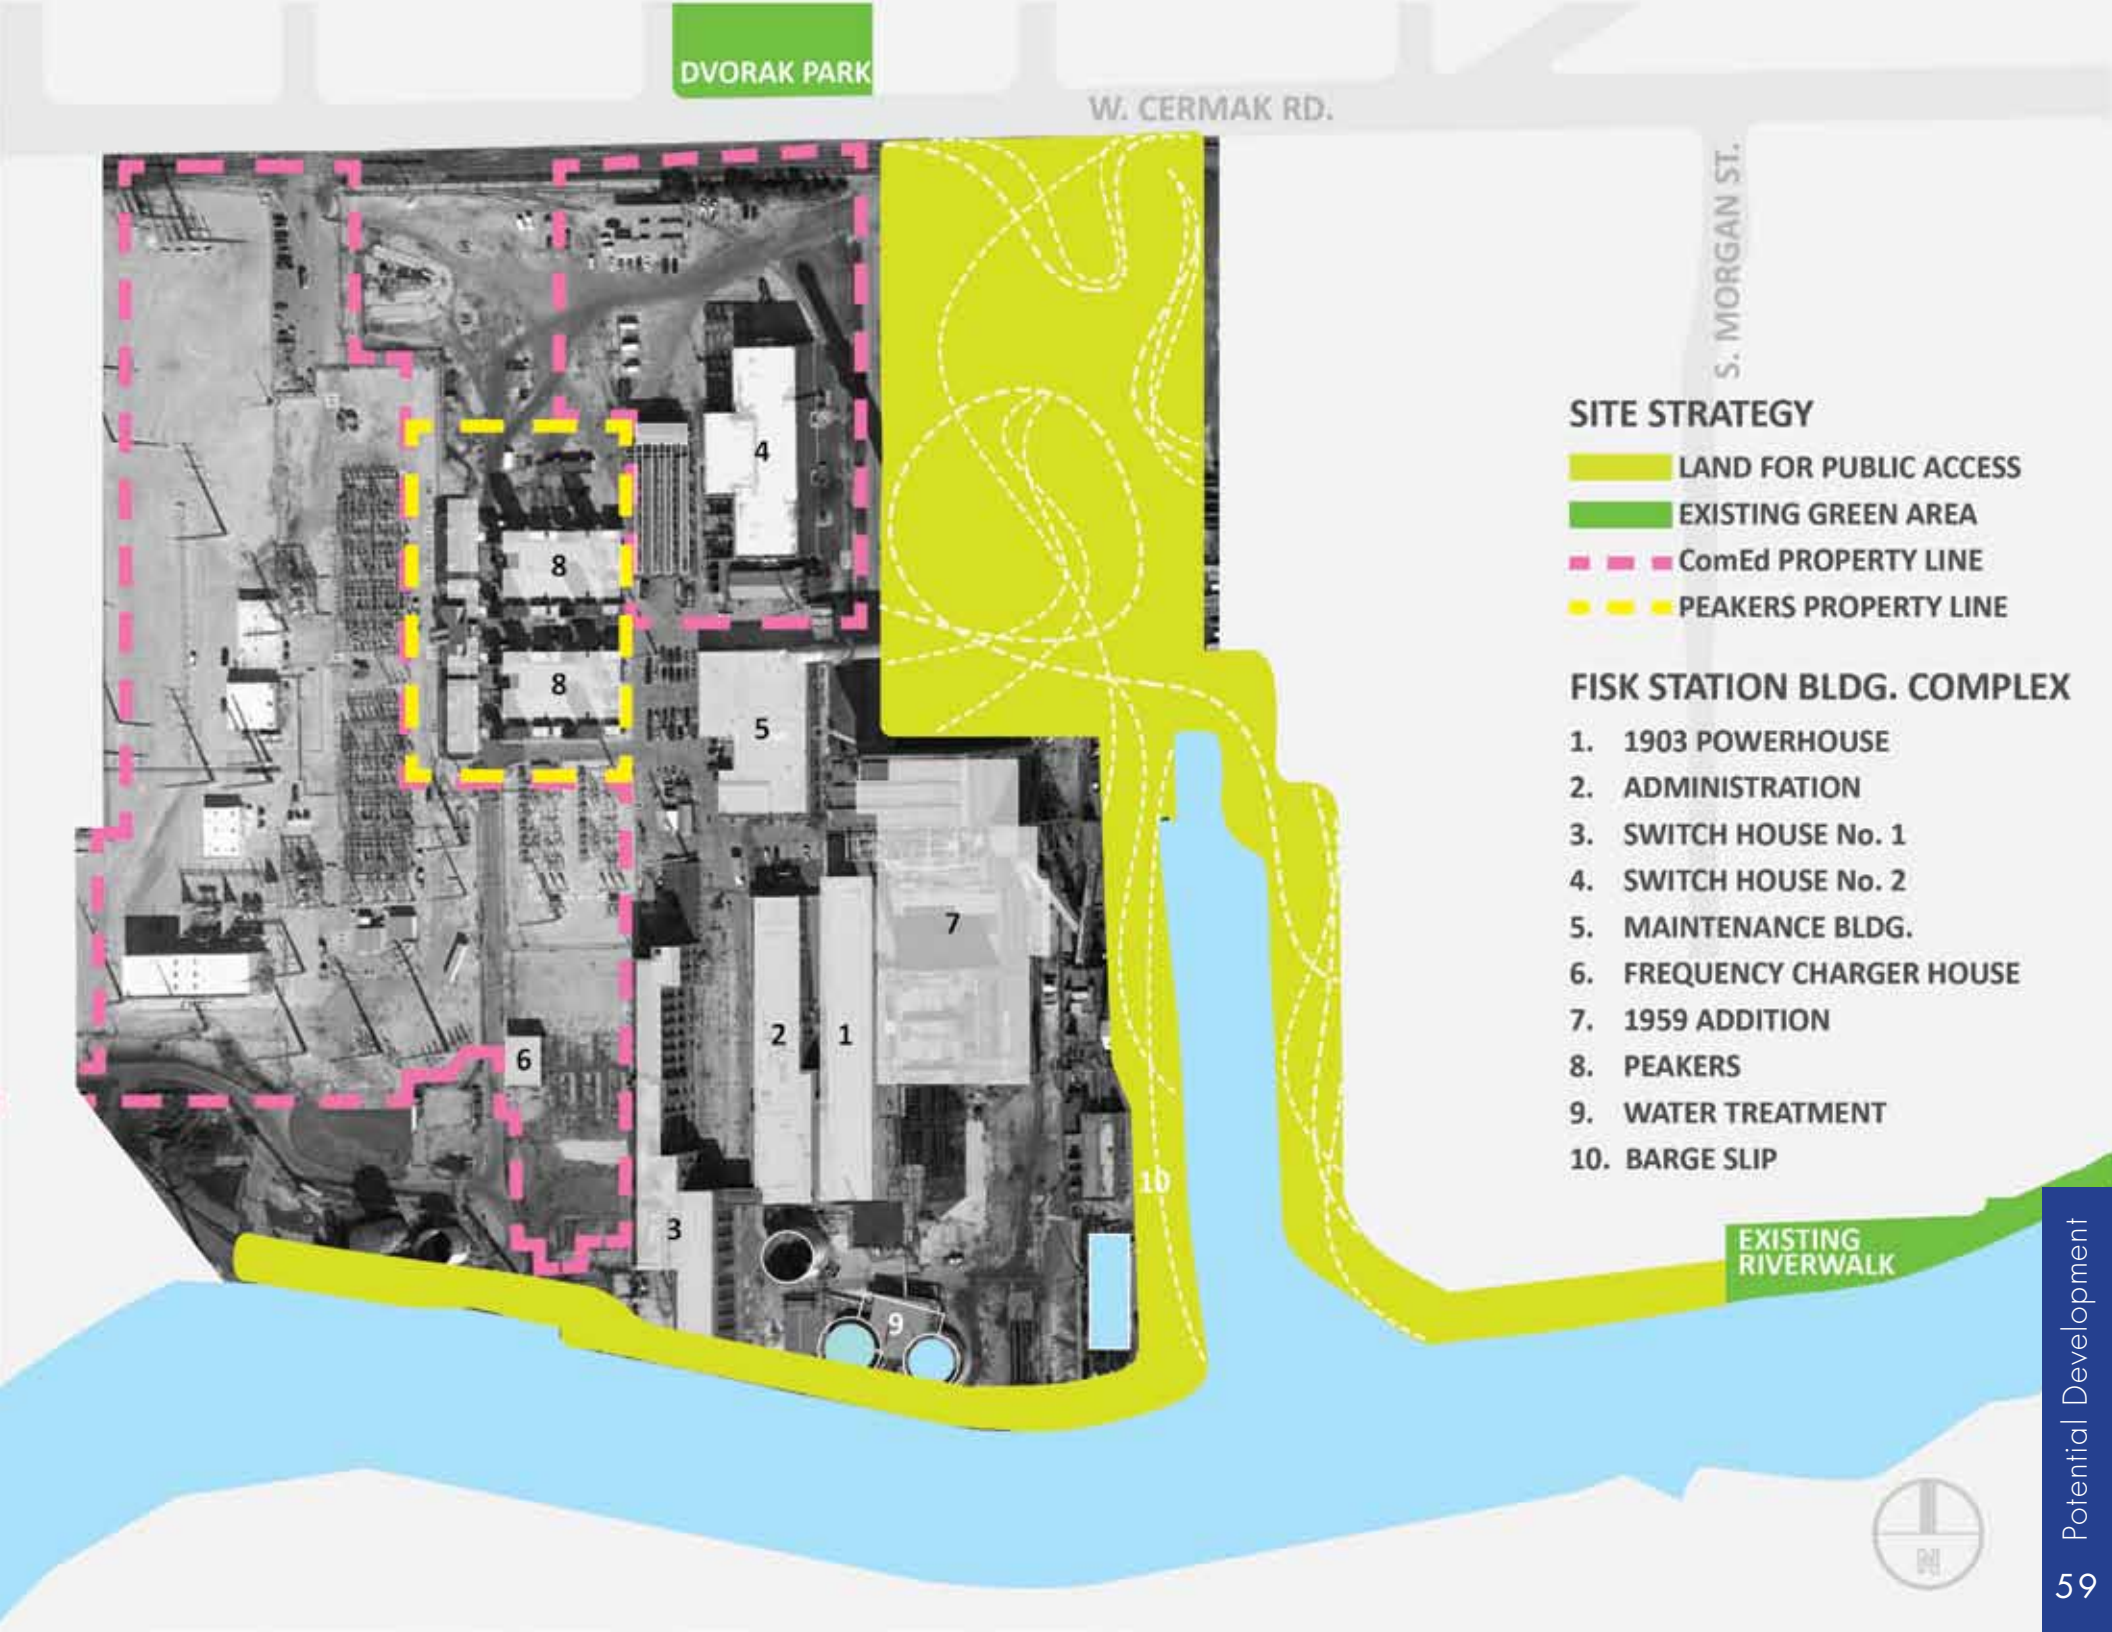 DVORAK PARK
W. CERMAK RD.
S. MORGAN ST.
SITE STRATEGY
LAND FOR PUBLIC ACCESS
EXISTING GREEN AREA
ComEd PROPERTY LINE
PEAKERS PROPERTY LINE
FISK STATION BLDG. COMPLEX
1. 1903 POWERHOUSE
2. ADMINISTRATION
3. SWITCH HOUSE No. 1
4. SWITCH HOUSE No. 2
5. MAINTENANCE BLDG.
6. FREQUENCY CHARGER HOUSE
7. 1959 ADDITION
8. PEAKERS
9. WATER TREATMENT
10. BARGE SLIP
4
8
8
5
7
2
1
6
10
3
9
EXISTING
RIVERWALK
N
Potential Development
59